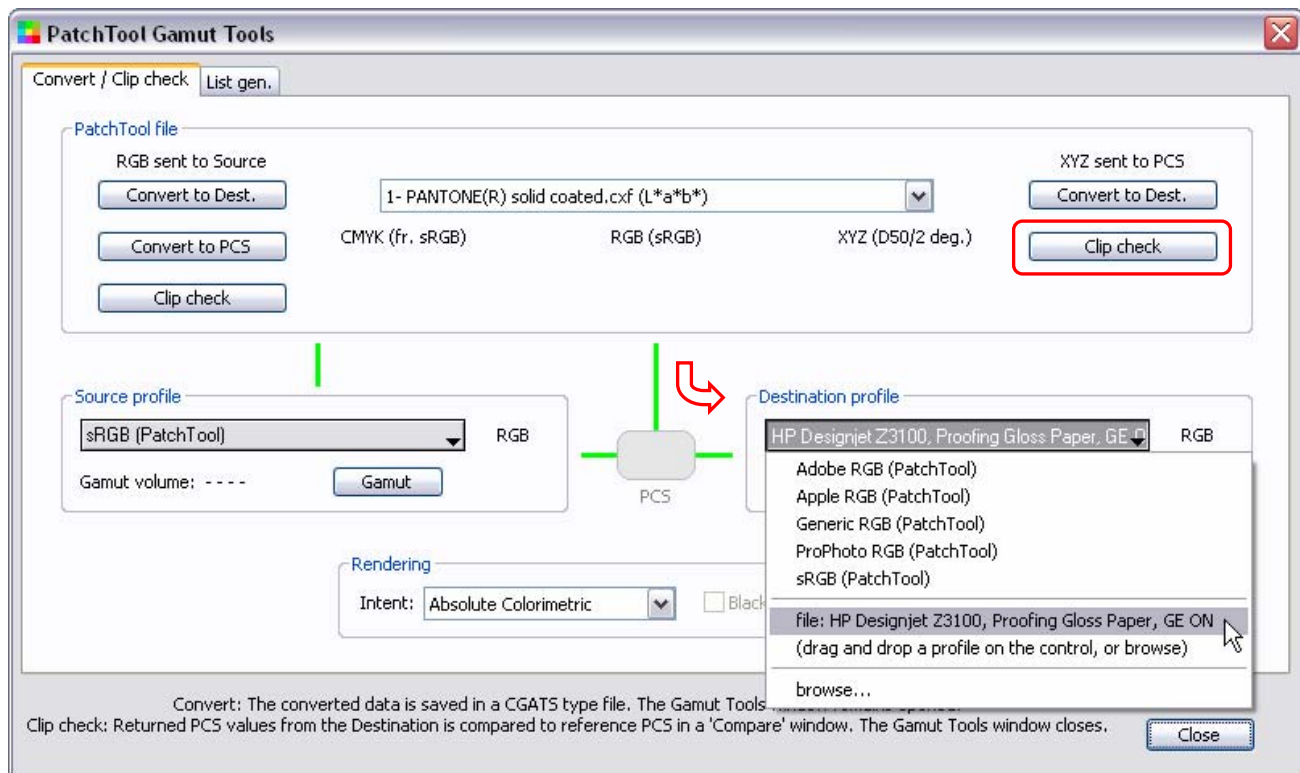 PatchTool Gamut Tools
Convert / Clip check
List gen.
PatchTool file
RGB sent to Source
XYZ sent to PCS
Convert to Dest.
1- PANTONE(R) solid coated.cxf (L*a*b*)
Convert to Dest.
Convert to PCS
CMYK (fr. sRGB)
RGB (sRGB)
XYZ (D50/2 deg.)
Clip check
Clip check
Source profile
Destination profile
sRGB (PatchTool)
RGB
HP Designjet Z3100, Proofing Gloss Paper, GE
RGB
Gamut volume: - - - -
Gamut
PCS
Adobe RGB (PatchTool)
Apple RGB (PatchTool)
Generic RGB (PatchTool)
ProPhoto RGB (PatchTool)
sRGB (PatchTool)
file: HP Designjet Z3100, Proofing Gloss Paper, GE ON
(drag and drop a profile on the control, or browse)
browse...
Rendering
Intent:
Absolute Colorimetric
Black
Convert: The converted data is saved in a CGATS type file. The Gamut Tools
Clip check: Returned PCS values from the Destination is compared to reference PCS in a 'Compare' window. The Gamut Tools window closes.
Close